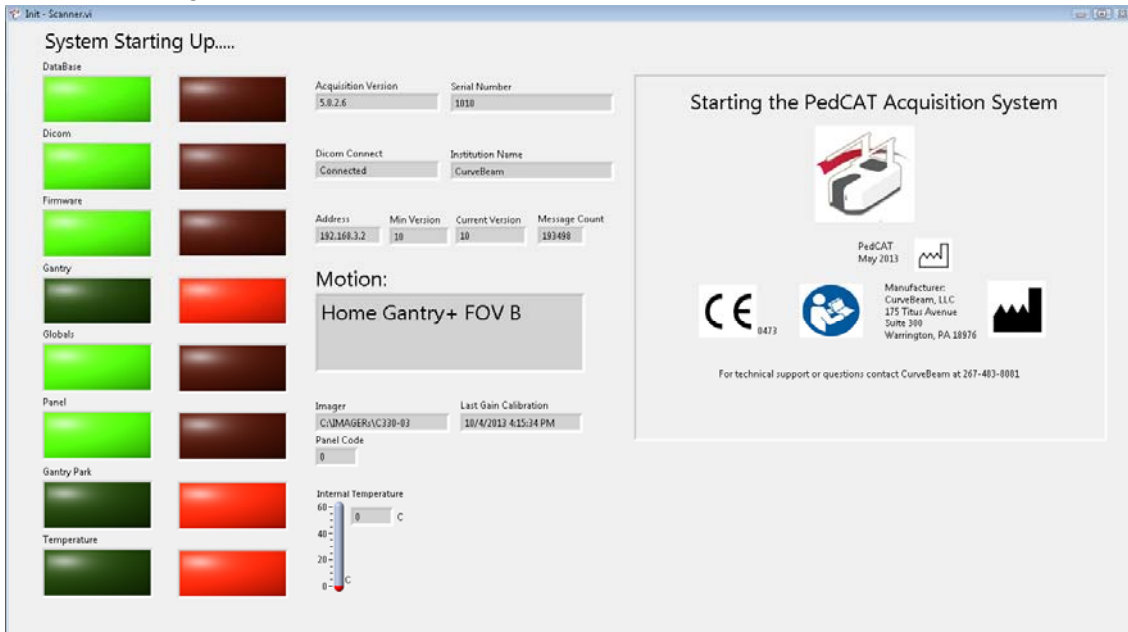 Init - Scanner.vi
System Starting Up.....
DataBase
Acquisition Version Serial Number
5.0.2.6 1010
Dicom
Dicom Connect Institution Name
Connected CurveBeam
Firmware
Address Min Version Current Version Message Count
192.168.3.2 10 10 193498
Gantry
Motion:
Home Gantry+ FOV B
Globals
Panel
Imager Last Gain Calibration
C:\IMAGERs\C330-03 10/4/2013 4:15:34 PM
Panel Code
0
Gantry Park
Internal Temperature
60
0 C
40
Temperature
20
C
0
Starting the PedCAT Acquisition System
PedCAT
May 2013
CE 0473
Manufacturer:
CurveBeam, LLC
175 Titus Avenue
Suite 300
Warrington, PA 18976
For technical support or questions contact CurveBeam at 267-483-8081